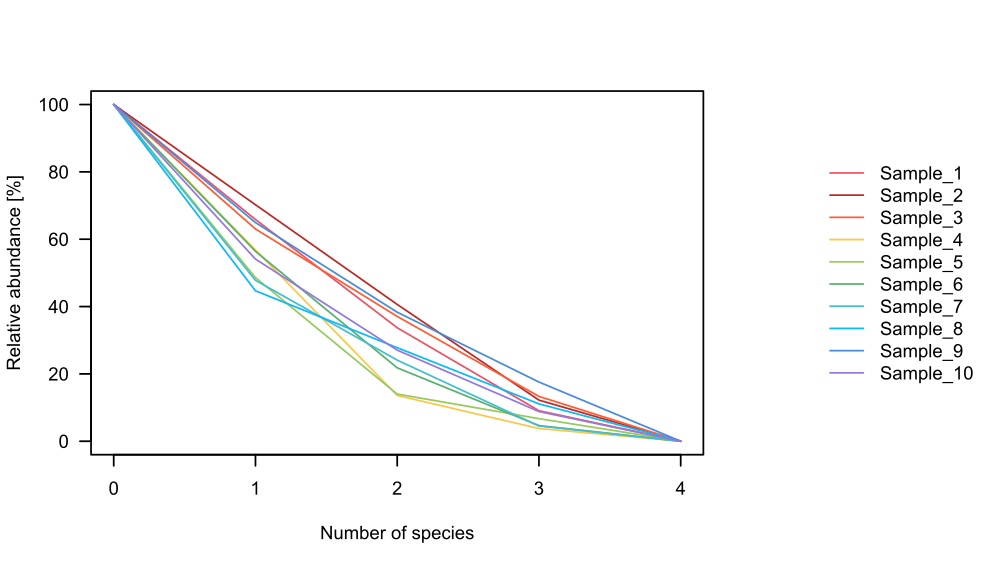 Relative abundance [%]
100
80
60
40
20
0
0 1 2 3 4
Number of species
Sample_1
Sample_2
Sample_3
Sample_4
Sample_5
Sample_6
Sample_7
Sample_8
Sample_9
Sample_10